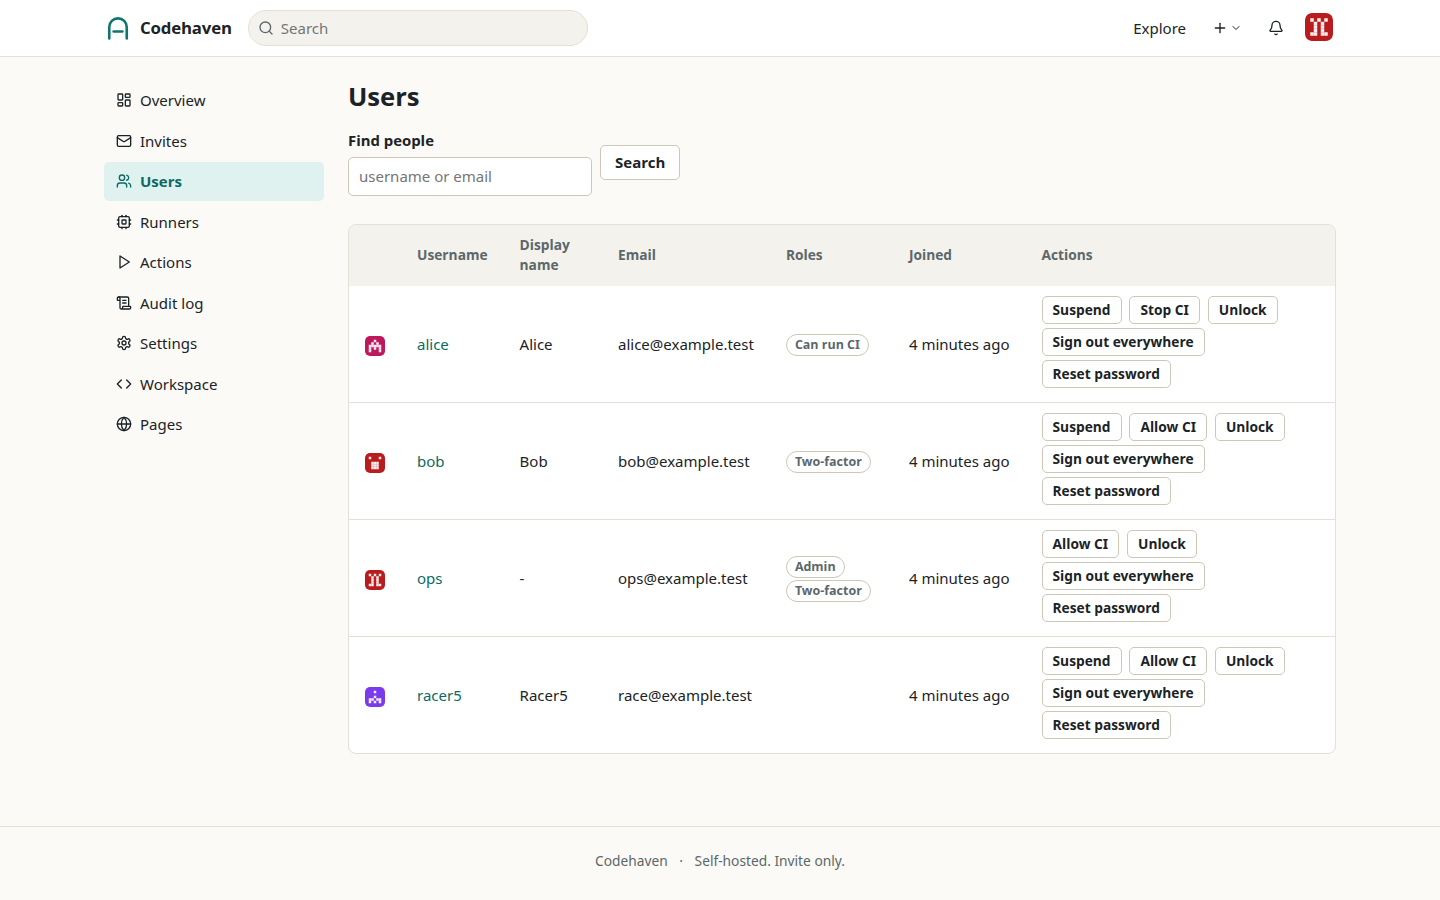 Codehaven
Search
Explore
Overview
Invites
Users
Runners
Actions
Audit log
Settings
Workspace
Pages
Users
Find people
username or email
Search
Username Display name Email Roles Joined Actions
alice Alice alice@example.test Can run CI 4 minutes ago
Suspend Stop CI Unlock
Sign out everywhere
Reset password
bob Bob bob@example.test Two-factor 4 minutes ago
Suspend Allow CI Unlock
Sign out everywhere
Reset password
ops - ops@example.test Admin Two-factor 4 minutes ago
Allow CI Unlock
Sign out everywhere
Reset password
racer5 Racer5 race@example.test 4 minutes ago
Suspend Allow CI Unlock
Sign out everywhere
Reset password
Codehaven · Self-hosted. Invite only.